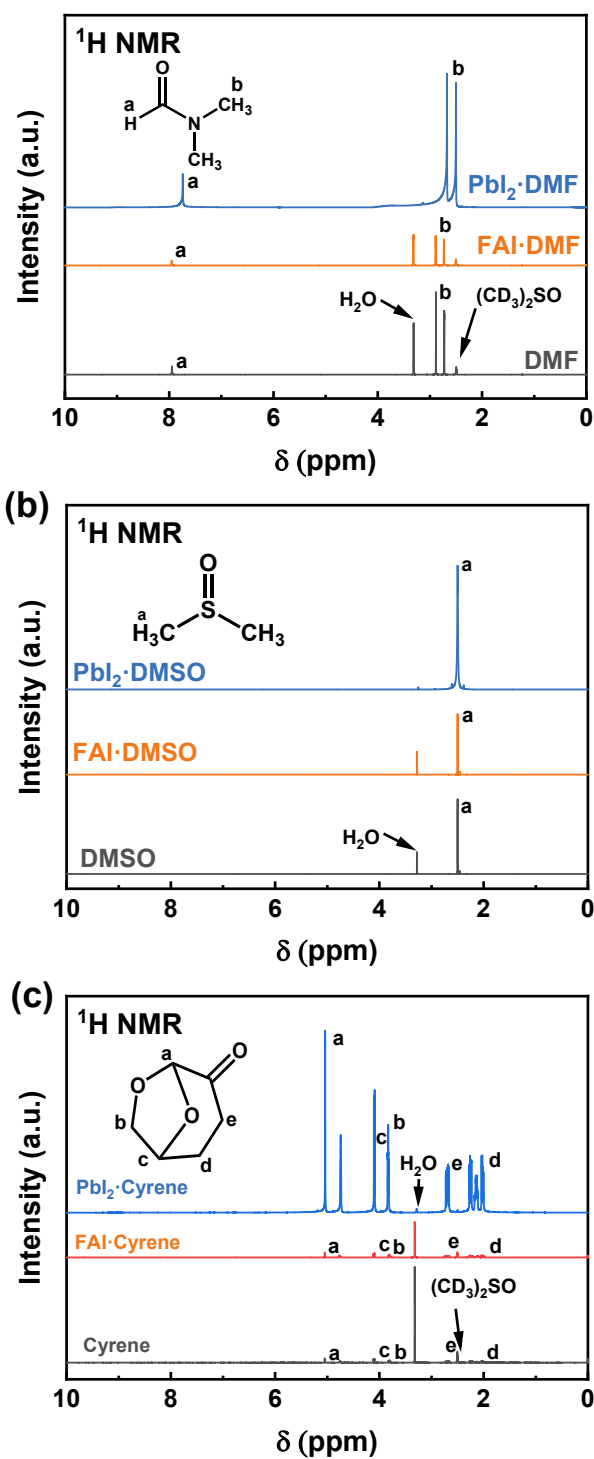 ¹H NMR
O
a
H
N
b
CH₃
CH₃
a
b
PbI₂·DMF
a
b
FAI·DMF
H₂O
b
(CD₃)₂SO
a
DMF
Intensity (a.u.)
10 8 6 4 2 0
δ (ppm)
(b)
¹H NMR
O
a
H₃C
S
CH₃
a
PbI₂·DMSO
a
FAI·DMSO
a
H₂O
DMSO
Intensity (a.u.)
10 8 6 4 2 0
δ (ppm)
(c)
¹H NMR
a
O
O
O
b
e
c
d
a
b
c
H₂O
e
d
PbI₂·Cyrene
FAI·Cyrene
a
c b
e
d
(CD₃)₂SO
Cyrene
a
c b
e
d
Intensity (a.u.)
10 8 6 4 2 0
δ (ppm)